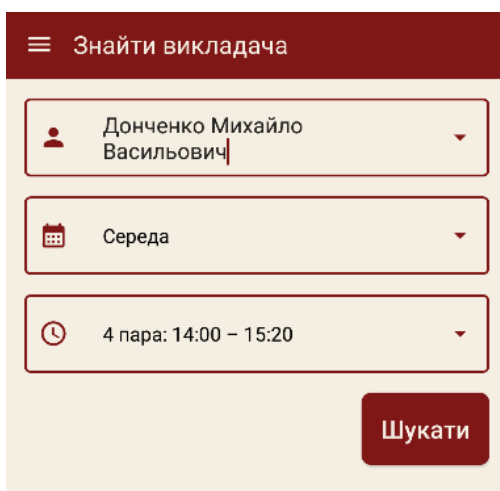 Знайти викладача
Донченко Михайло
Васильович
Середа
4 пара: 14:00 – 15:20
Шукати